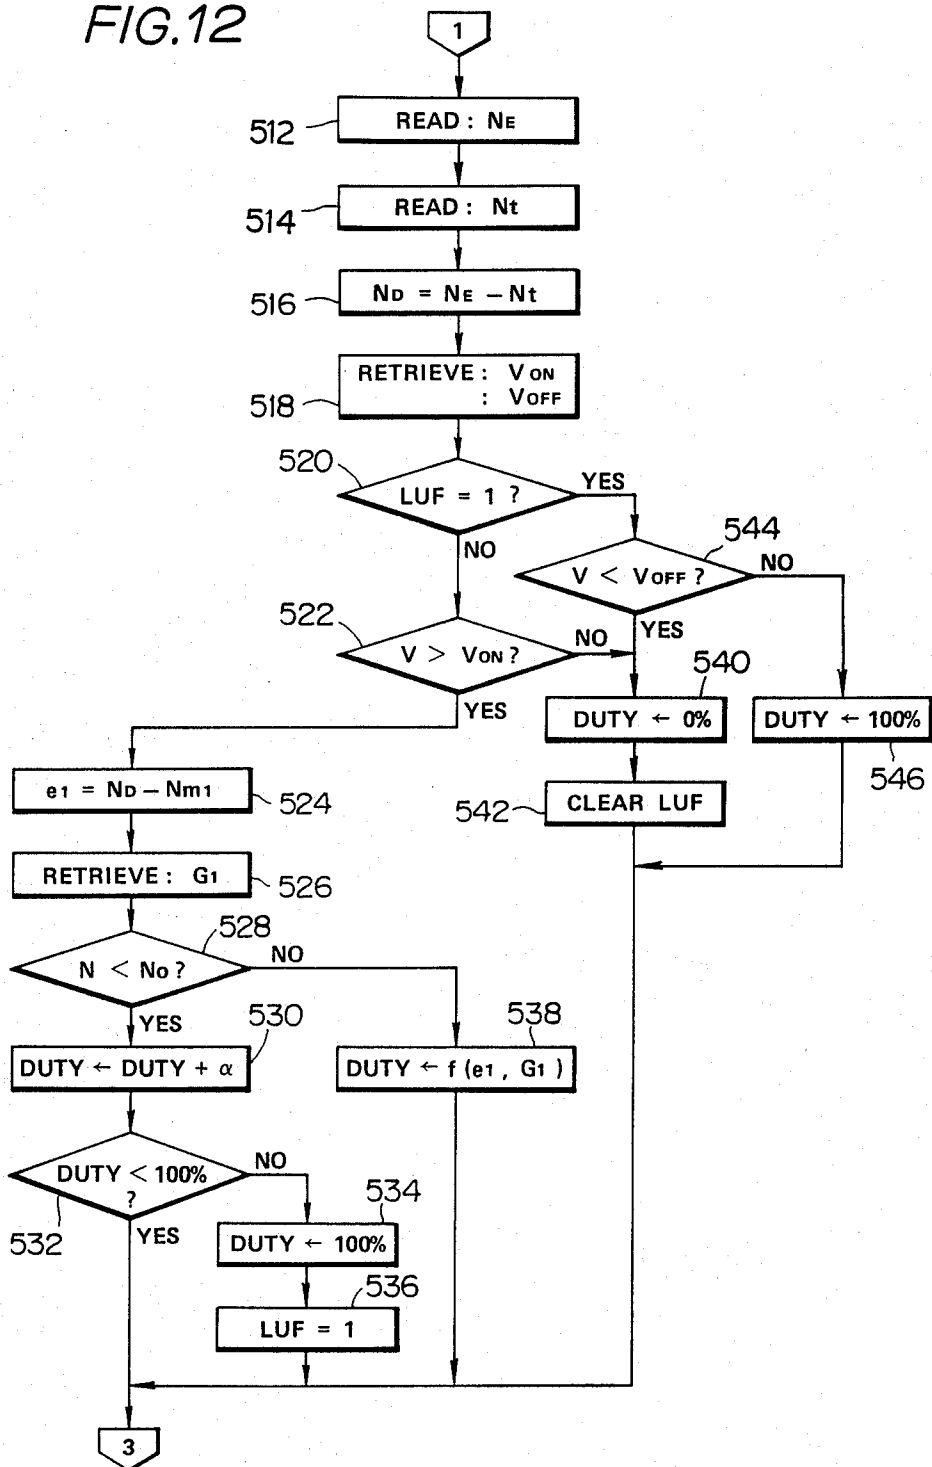 FIG.12
1
512
READ: NE
514
READ: Nt
516
ND = NE - Nt
518
RETRIEVE: VON
: VOFF
520
LUF = 1 ?
YES
NO
544
V < VOFF ?
NO
YES
522
V > VON ?
NO
YES
540
DUTY ← 0%
DUTY ← 100%
546
e1 = ND - Nm1
524
542
CLEAR LUF
RETRIEVE: G1
526
528
N < No ?
NO
YES
530
538
DUTY ← DUTY + α
DUTY ← f (e1, G1)
DUTY < 100%
?
NO
YES
532
534
DUTY ← 100%
536
LUF = 1
3